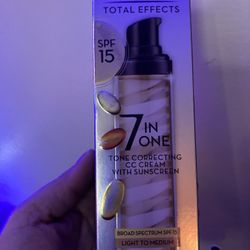 TOTAL EFFECTS
SPF
15
7 IN
ONE
TONE CORRECTING
CC CREAM
WITH SUNSCREEN
BROAD SPECTRUM SPF 15
LIGHT TO MEDIUM